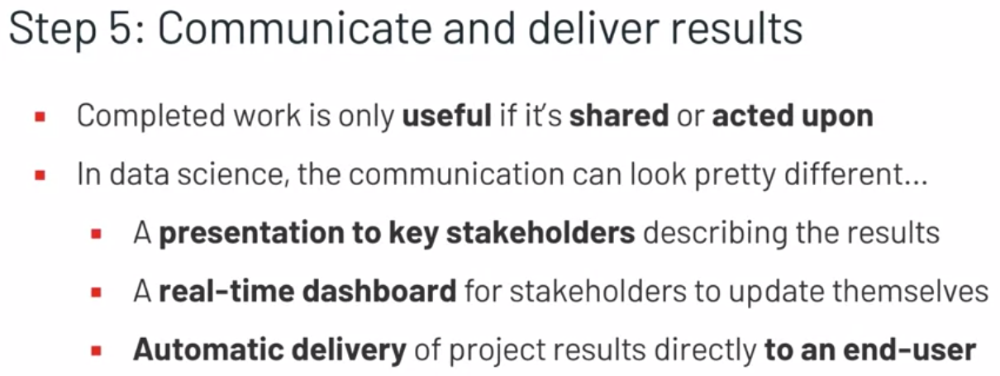 Step 5: Communicate and deliver results
Completed work is only useful if it's shared or acted upon
In data science, the communication can look pretty different...
A presentation to key stakeholders describing the results
A real-time dashboard for stakeholders to update themselves
Automatic delivery of project results directly to an end-user